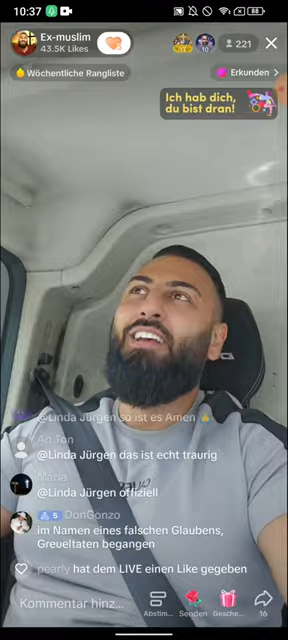 10:37
88
Ex-muslim
43.5K Likes
10
221
Wöchentliche Rangliste
Erkunden
Ich hab dich,
du bist dran!
@Linda Jürgen so ist es Amen
An Ton
@Linda Jürgen das ist echt traurig
Maria
@Linda Jürgen offiziell
5 DonGonzo
im Namen eines falschen Glaubens,
Greueltaten begangen
pearly hat dem LIVE einen Like gegeben
Kommentar hinz...
Abstim...
Senden
Gesche...
16